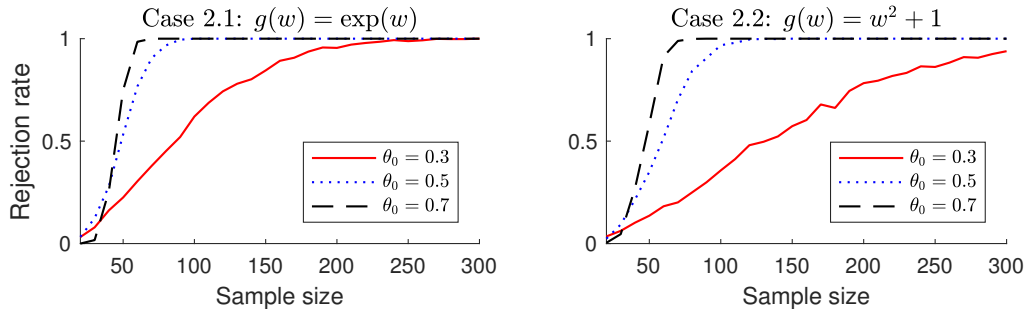 Case 2.1: g(w) = exp(w)
Rejection rate
1
0.5
0
50 100 150 200 250 300
Sample size
θ₀ = 0.3
θ₀ = 0.5
θ₀ = 0.7
Case 2.2: g(w) = w² + 1
1
0.5
0
50 100 150 200 250 300
Sample size
θ₀ = 0.3
θ₀ = 0.5
θ₀ = 0.7